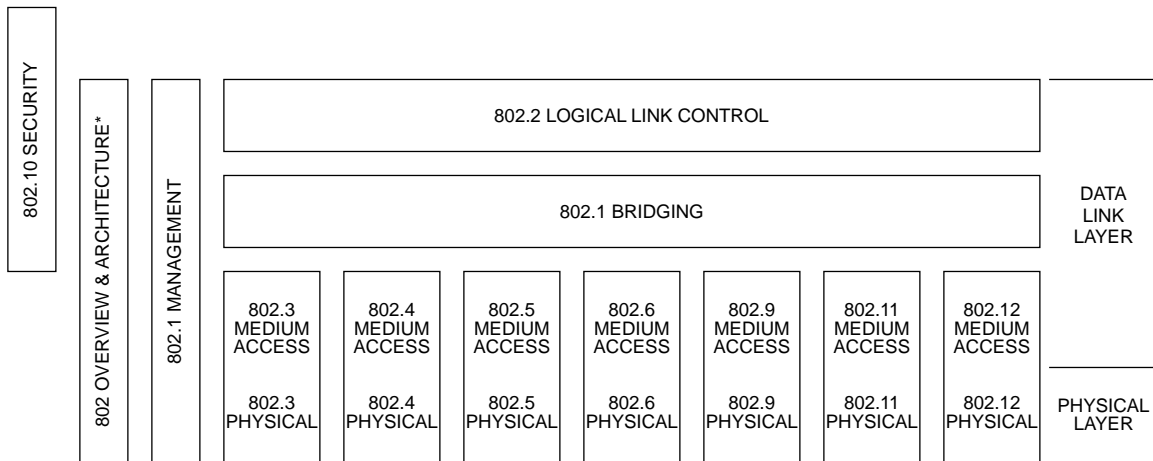 802.10 SECURITY
802 OVERVIEW & ARCHITECTURE*
802.1 MANAGEMENT
802.2 LOGICAL LINK CONTROL
802.1 BRIDGING
DATA
LINK
LAYER
802.3
MEDIUM
ACCESS
802.3
PHYSICAL
802.4
MEDIUM
ACCESS
802.4
PHYSICAL
802.5
MEDIUM
ACCESS
802.5
PHYSICAL
802.6
MEDIUM
ACCESS
802.6
PHYSICAL
802.9
MEDIUM
ACCESS
802.9
PHYSICAL
802.11
MEDIUM
ACCESS
802.11
PHYSICAL
802.12
MEDIUM
ACCESS
802.12
PHYSICAL
PHYSICAL
LAYER